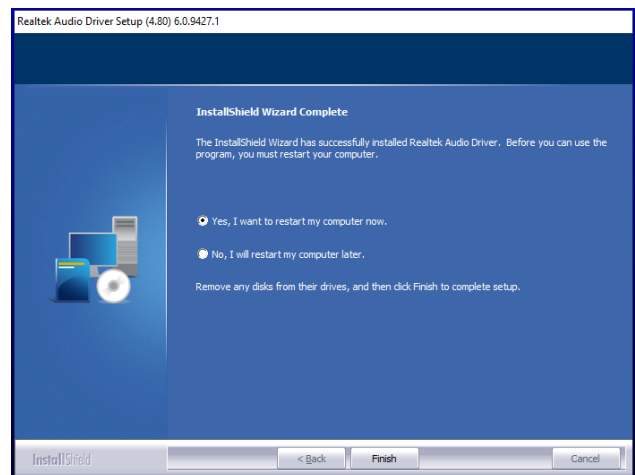 Realtek Audio Driver Setup (4.80) 6.0.9427.1
InstallShield Wizard Complete
The InstallShield Wizard has successfully installed Realtek Audio Driver. Before you can use the
program, you must restart your computer.
Yes, I want to restart my computer now.
No, I will restart my computer later.
Remove any disks from their drives, and then click Finish to complete setup.
InstallShield
< Back
Finish
Cancel